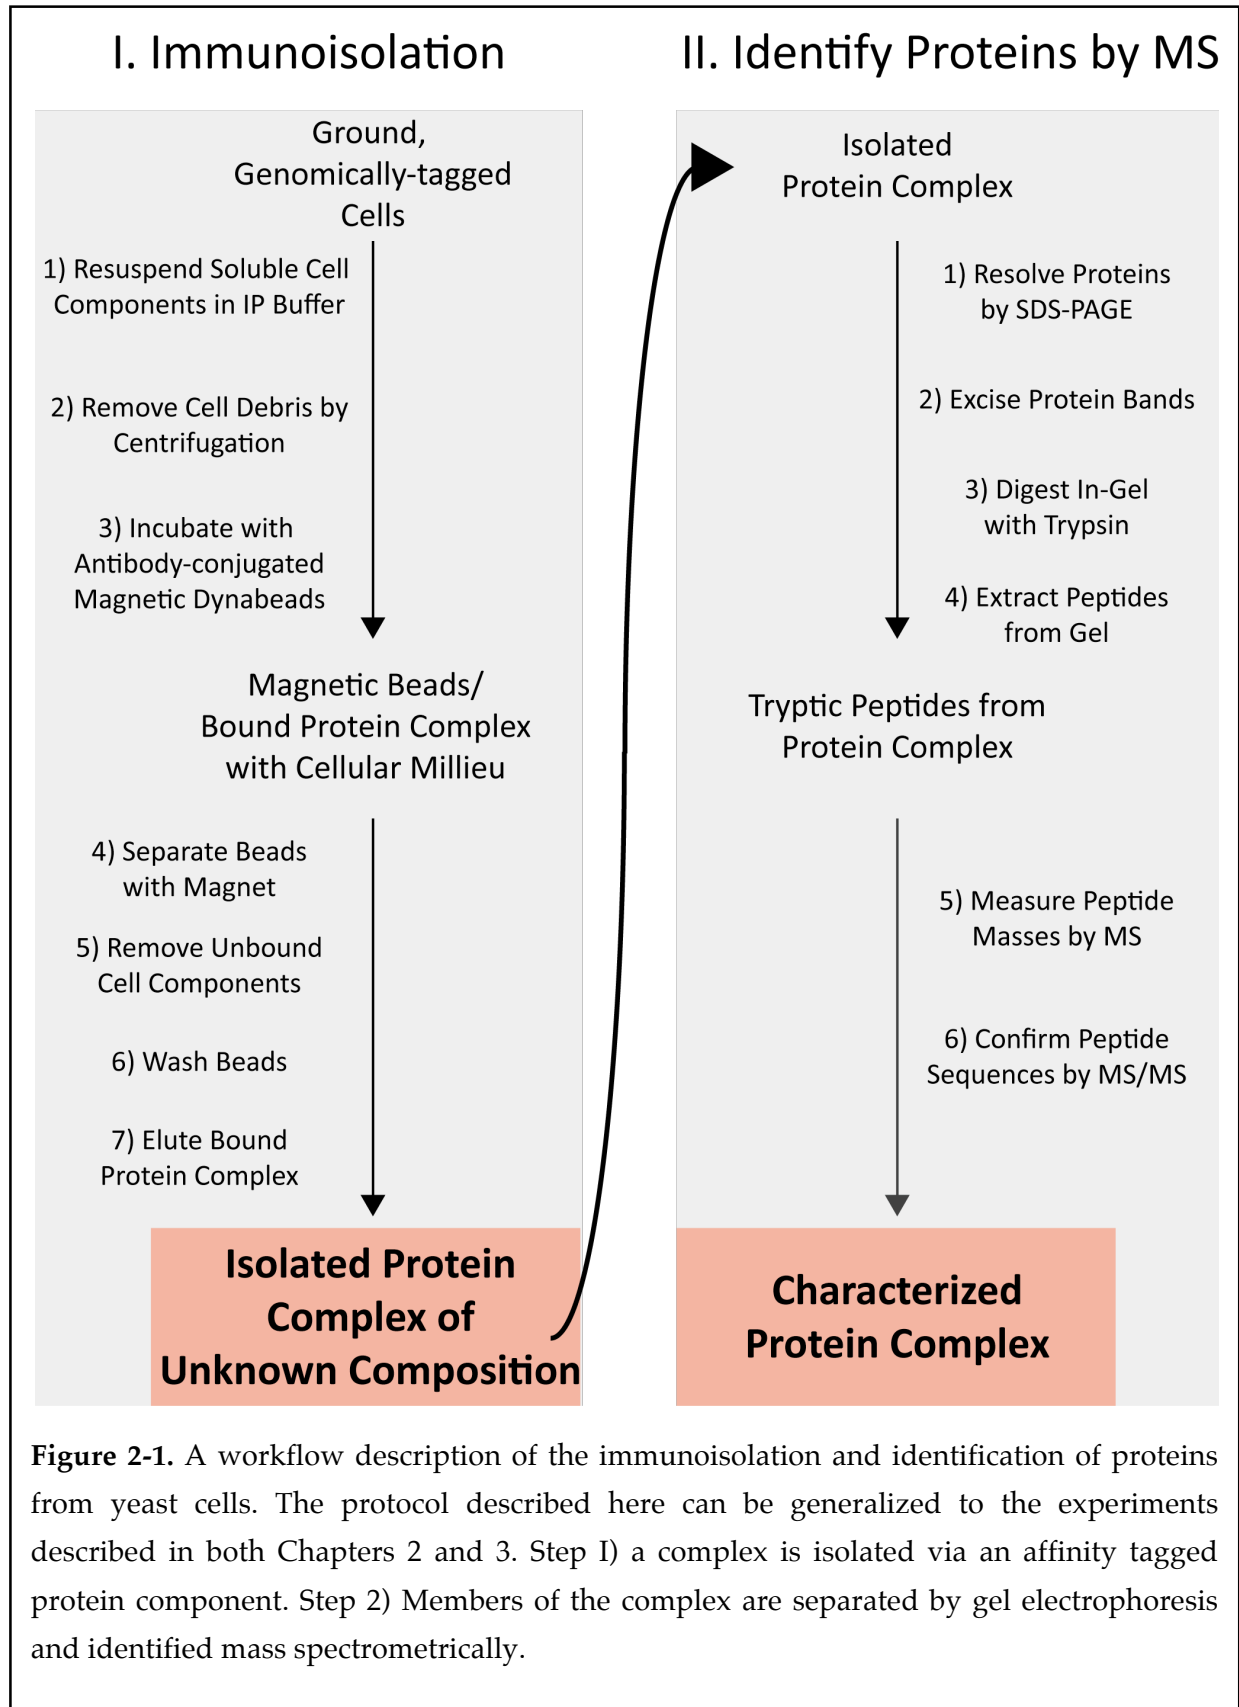 I. Immunoisolation
Ground,
Genomically-tagged
Cells
1) Resuspend Soluble Cell
Components in IP Buffer
2) Remove Cell Debris by
Centrifugation
3) Incubate with
Antibody-conjugated
Magnetic Dynabeads
Magnetic Beads/
Bound Protein Complex
with Cellular Millieu
4) Separate Beads
with Magnet
5) Remove Unbound
Cell Components
6) Wash Beads
7) Elute Bound
Protein Complex
Isolated Protein
Complex of
Unknown Composition
II. Identify Proteins by MS
Isolated
Protein Complex
1) Resolve Proteins
by SDS-PAGE
2) Excise Protein Bands
3) Digest In-Gel
with Trypsin
4) Extract Peptides
from Gel
Tryptic Peptides from
Protein Complex
5) Measure Peptide
Masses by MS
6) Confirm Peptide
Sequences by MS/MS
Characterized
Protein Complex
Figure 2-1. A workflow description of the immunoisolation and identification of proteins
from yeast cells. The protocol described here can be generalized to the experiments
described in both Chapters 2 and 3. Step I) a complex is isolated via an affinity tagged
protein component. Step 2) Members of the complex are separated by gel electrophoresis
and identified mass spectrometrically.